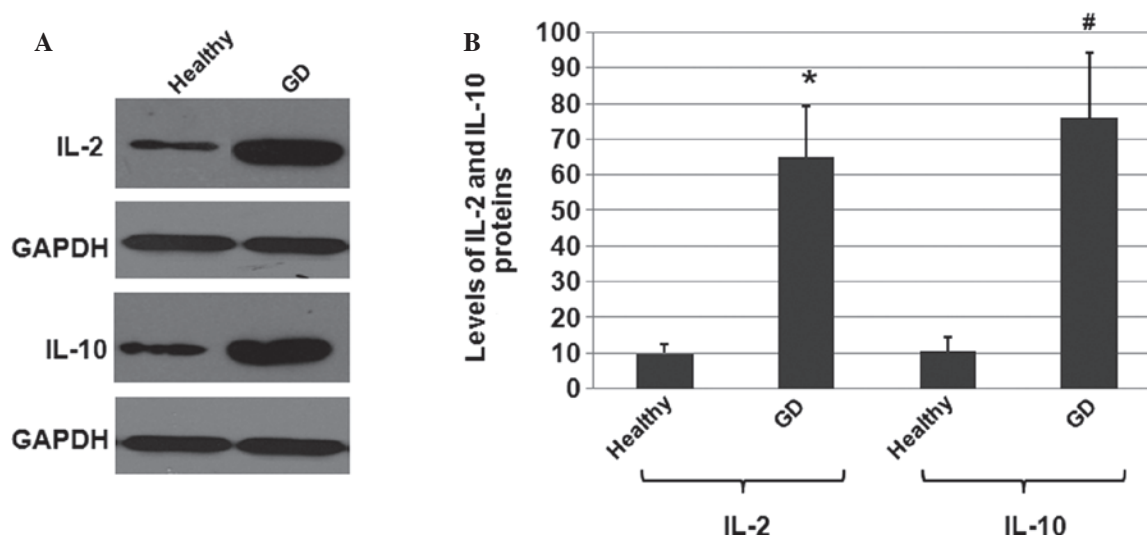 A
Healthy
GD
IL-2
GAPDH
IL-10
GAPDH
B
Levels of IL-2 and IL-10
proteins
100
90
80
70
60
50
40
30
20
10
0
*
#
Healthy
GD
Healthy
GD
IL-2
IL-10